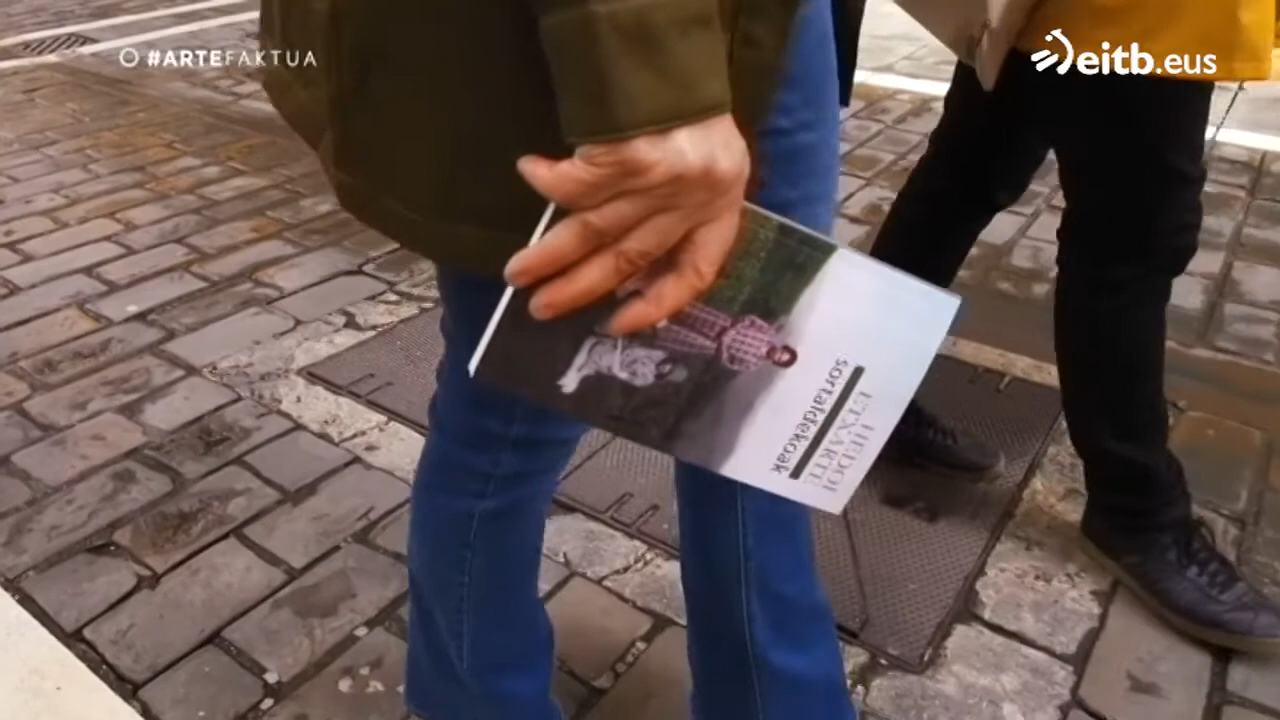 #ARTEFAKTUA
eitb.eus
HEDOI
ETXARTE
sortaldekoak